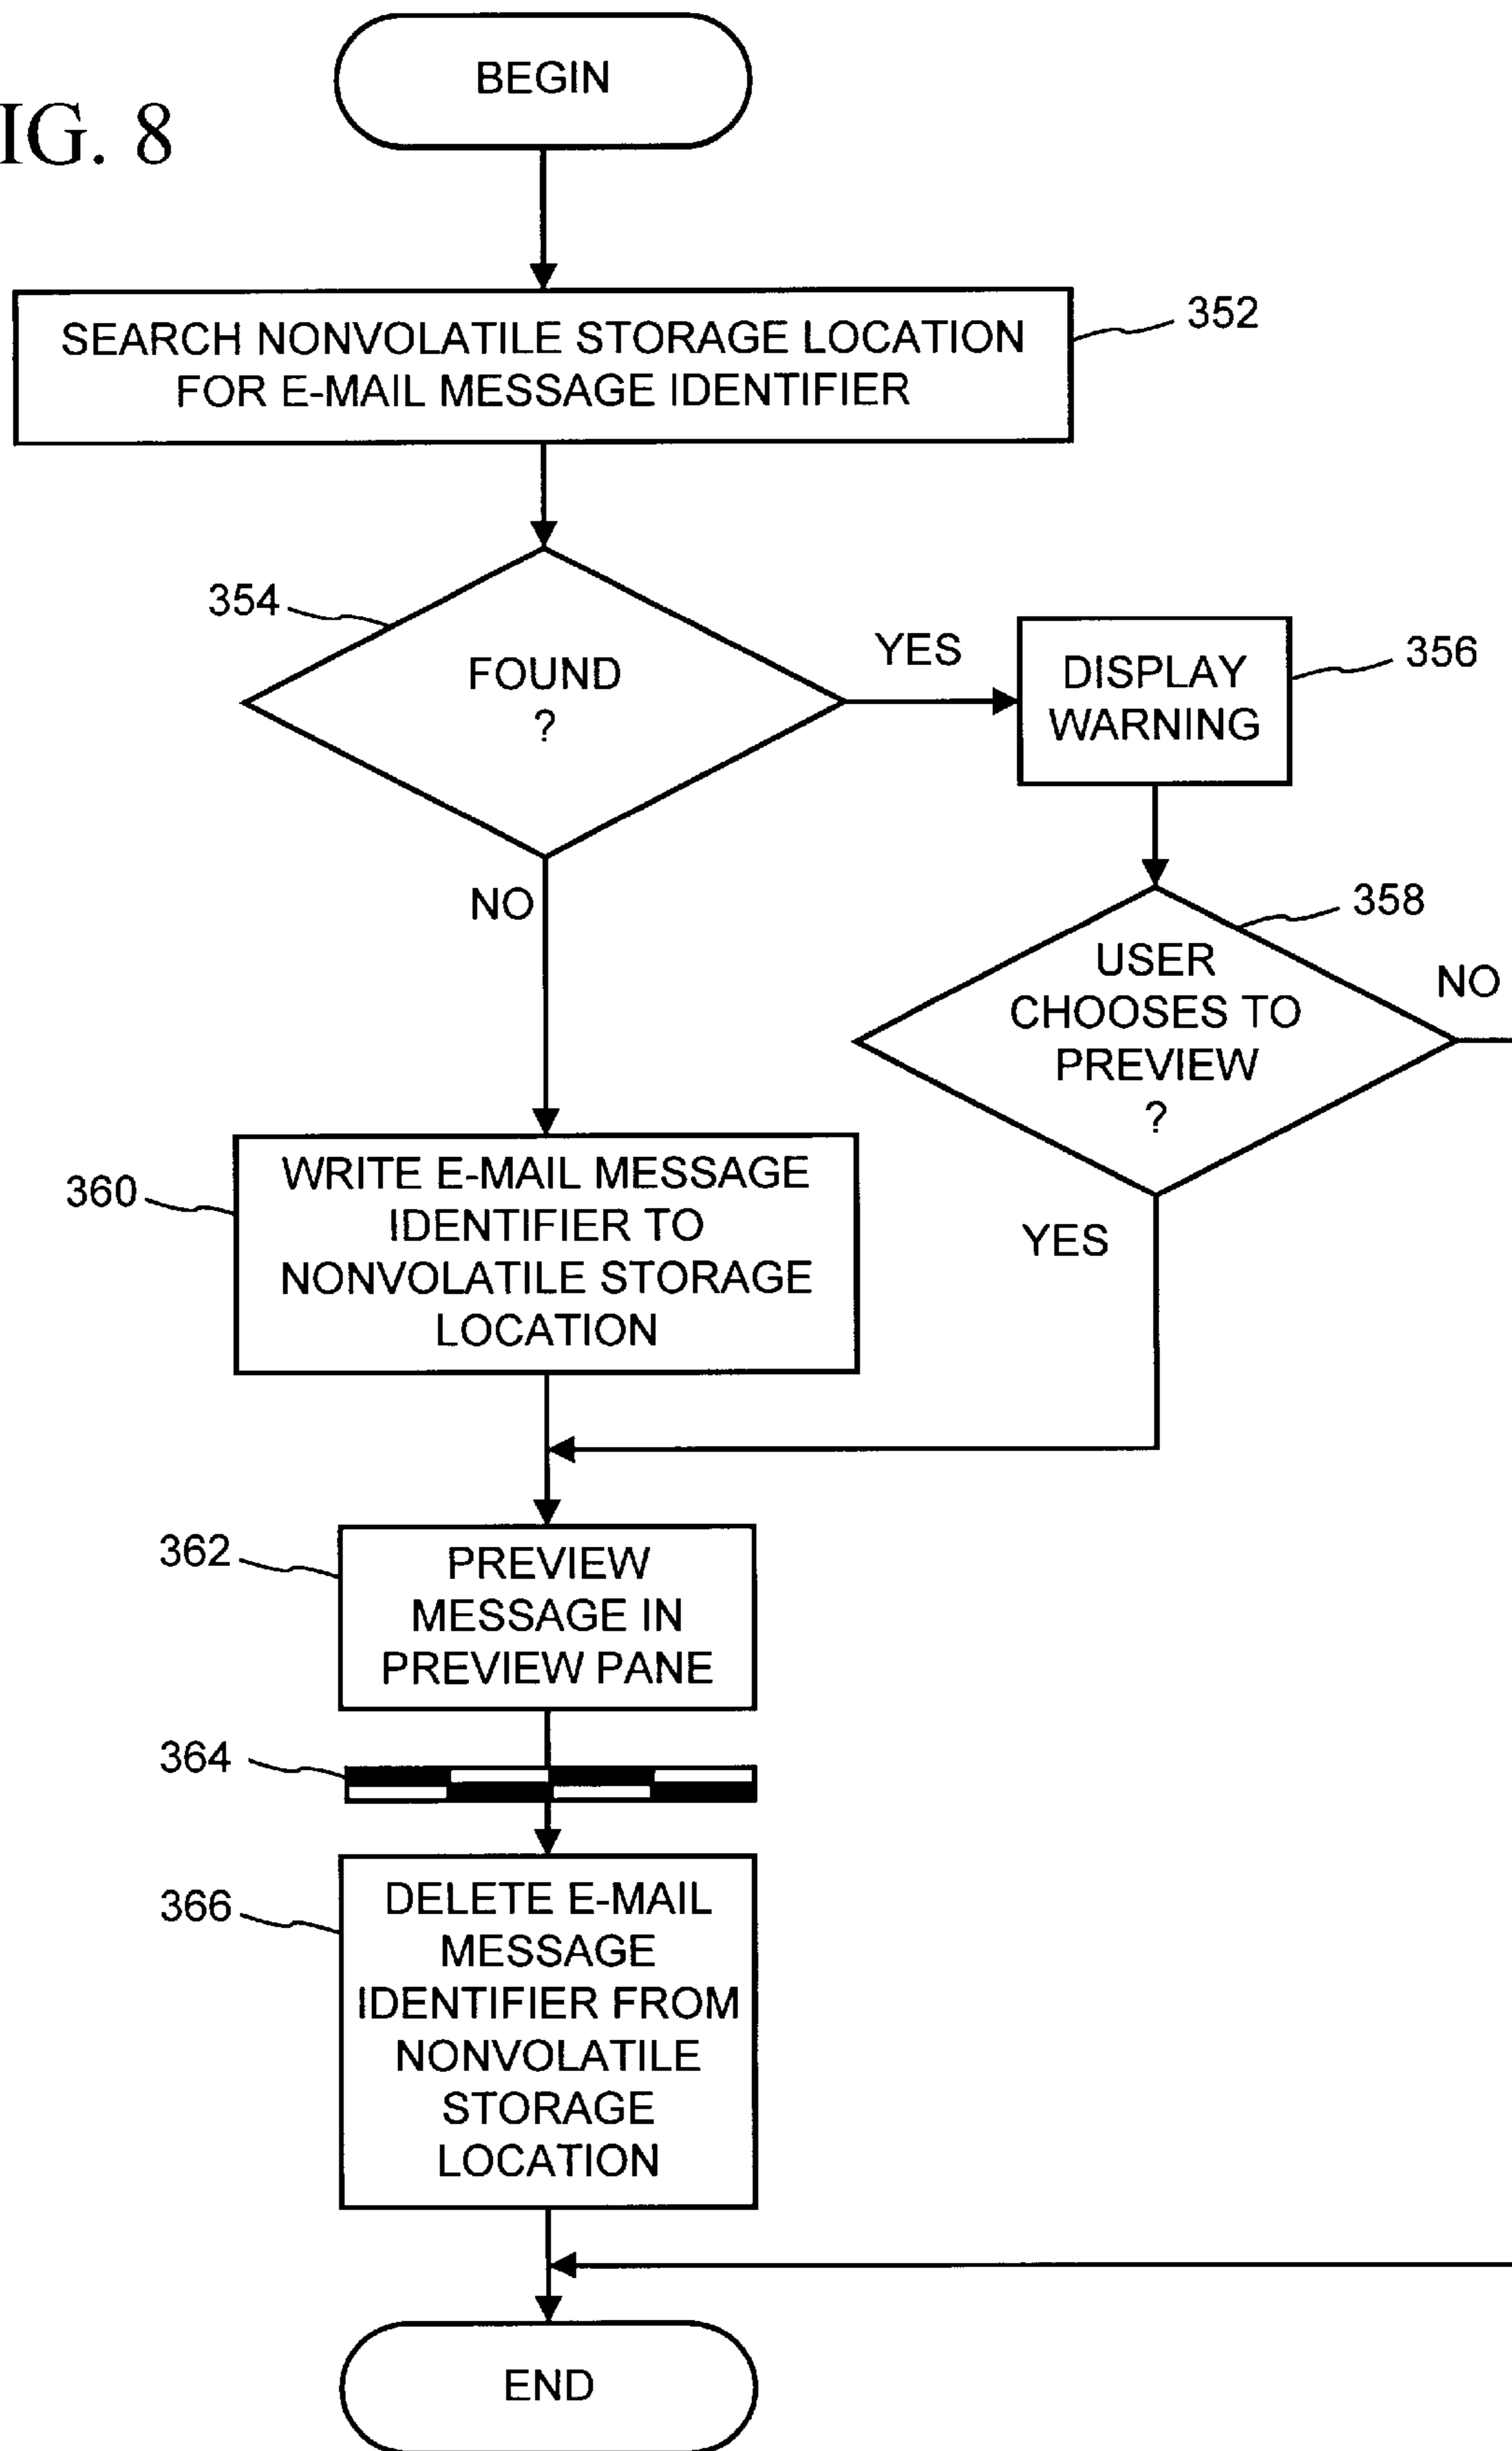 IG. 8
BEGIN
SEARCH NONVOLATILE STORAGE LOCATION
FOR E-MAIL MESSAGE IDENTIFIER
352
354
FOUND
?
YES
DISPLAY
WARNING
356
NO
358
USER
CHOOSES TO
PREVIEW
?
NO
YES
360
WRITE E-MAIL MESSAGE
IDENTIFIER TO
NONVOLATILE STORAGE
LOCATION
362
PREVIEW
MESSAGE IN
PREVIEW PANE
364
366
DELETE E-MAIL
MESSAGE
IDENTIFIER FROM
NONVOLATILE
STORAGE
LOCATION
END